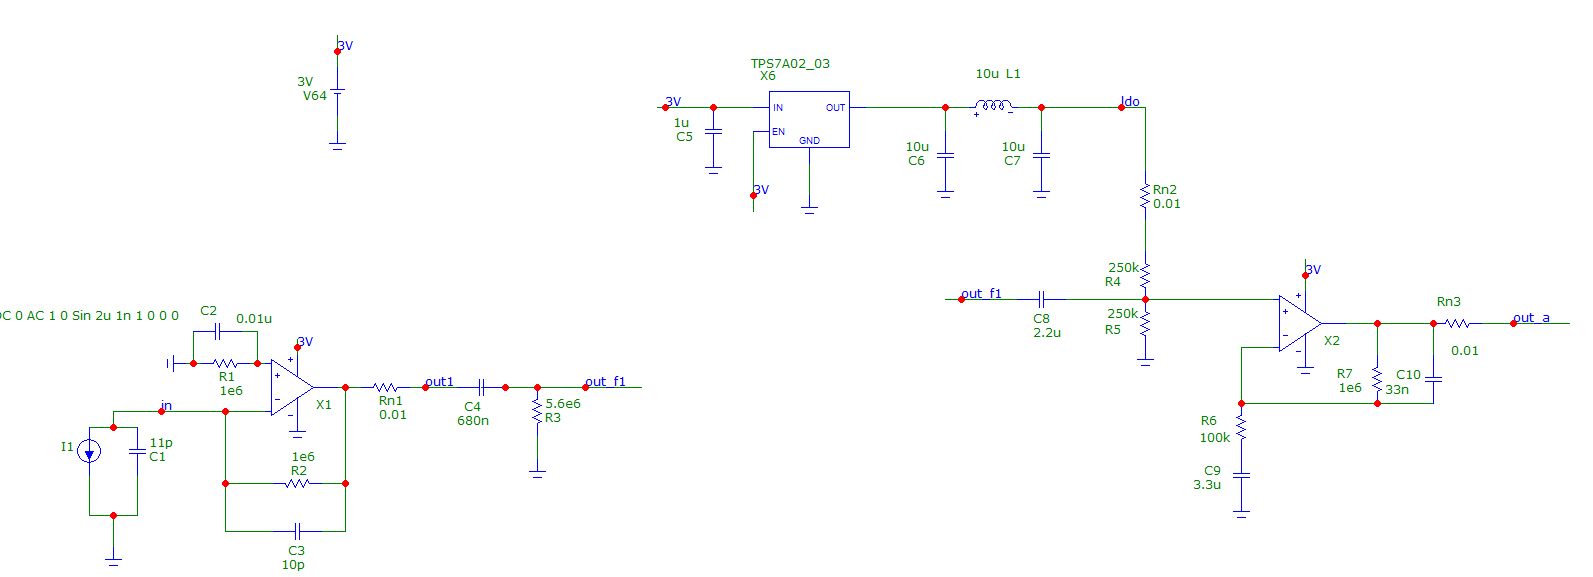 3V
3V
V64
TPS7A02_03
X6
3V
1u
C5
IN
OUT
EN
GND
3V
10u L1
10u
C6
10u
C7
ldo
Rn2
0.01
250k
R4
250k
R5
out_f1
C8
2.2u
3V
X2
Rn3
0.01
out_a
R7
1e6
C10
33n
R6
100k
C9
3.3u
DC 0 AC 1 0 Sin 2u 1n 1 0 0 0
C2
0.01u
R1
1e6
3V
X1
in
I1
11p
C1
1e6
R2
C3
10p
Rn1
0.01
out1
C4
680n
5.6e6
R3
out_f1